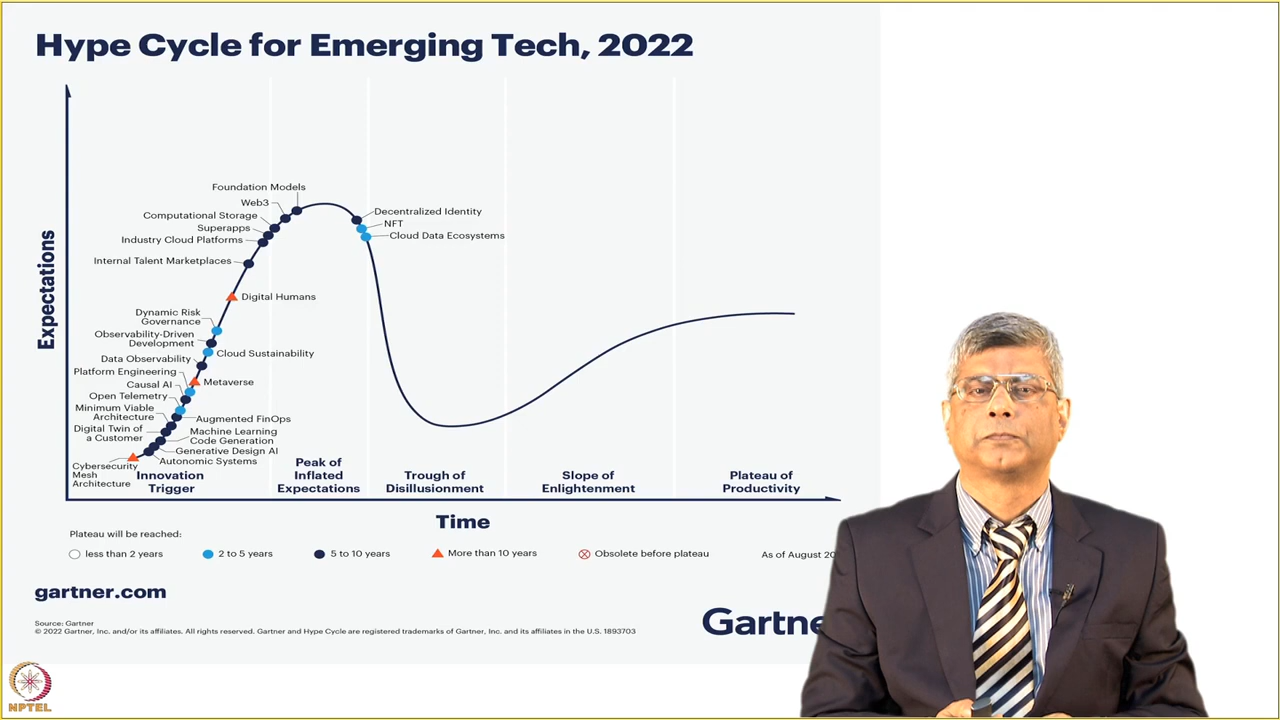 Hype Cycle for Emerging Tech, 2022
Expectations
Foundation Models
Web3
Computational Storage
Superapps
Industry Cloud Platforms
Internal Talent Marketplaces
Decentralized Identity
NFT
Cloud Data Ecosystems
Digital Humans
Dynamic Risk
Governance
Observability-Driven
Development
Cloud Sustainability
Data Observability
Platform Engineering
Metaverse
Causal AI
Open Telemetry
Minimum Viable
Architecture
Augmented FinOps
Digital Twin of
a Customer
Machine Learning
Code Generation
Generative Design AI
Autonomic Systems
Cybersecurity
Mesh
Architecture
Innovation
Trigger
Peak of
Inflated
Expectations
Trough of
Disillusionment
Slope of
Enlightenment
Plateau of
Productivity
Time
Plateau will be reached:
less than 2 years
2 to 5 years
5 to 10 years
More than 10 years
Obsolete before plateau
As of August 20
gartner.com
Source: Gartner
© 2022 Gartner, Inc. and/or its affiliates. All rights reserved. Gartner and Hype Cycle are registered trademarks of Gartner, Inc. and its affiliates in the U.S. 1893703
Gartne
NPTEL